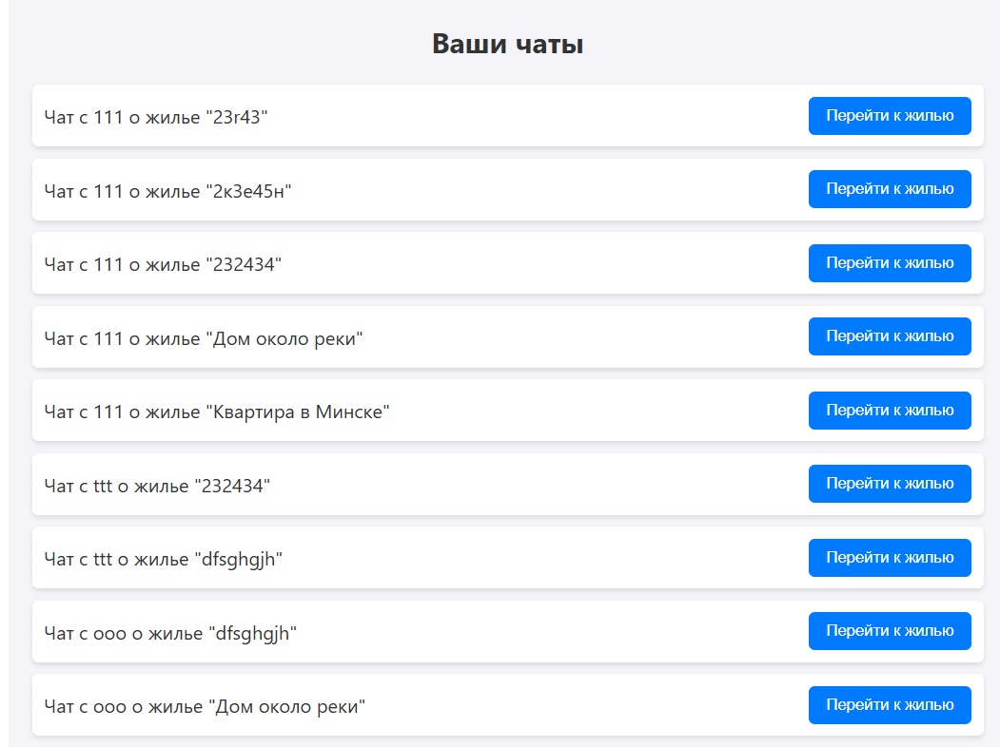 Ваши чаты
Чат с 111 о жилье "23r43" Перейти к жилью
Чат с 111 о жилье "2к3е45н" Перейти к жилью
Чат с 111 о жилье "232434" Перейти к жилью
Чат с 111 о жилье "Дом около реки" Перейти к жилью
Чат с 111 о жилье "Квартира в Минске" Перейти к жилью
Чат с ttt о жилье "232434" Перейти к жилью
Чат с ttt о жилье "dfsghgjh" Перейти к жилью
Чат с ооо о жилье "dfsghgjh" Перейти к жилью
Чат с ооо о жилье "Дом около реки" Перейти к жилью